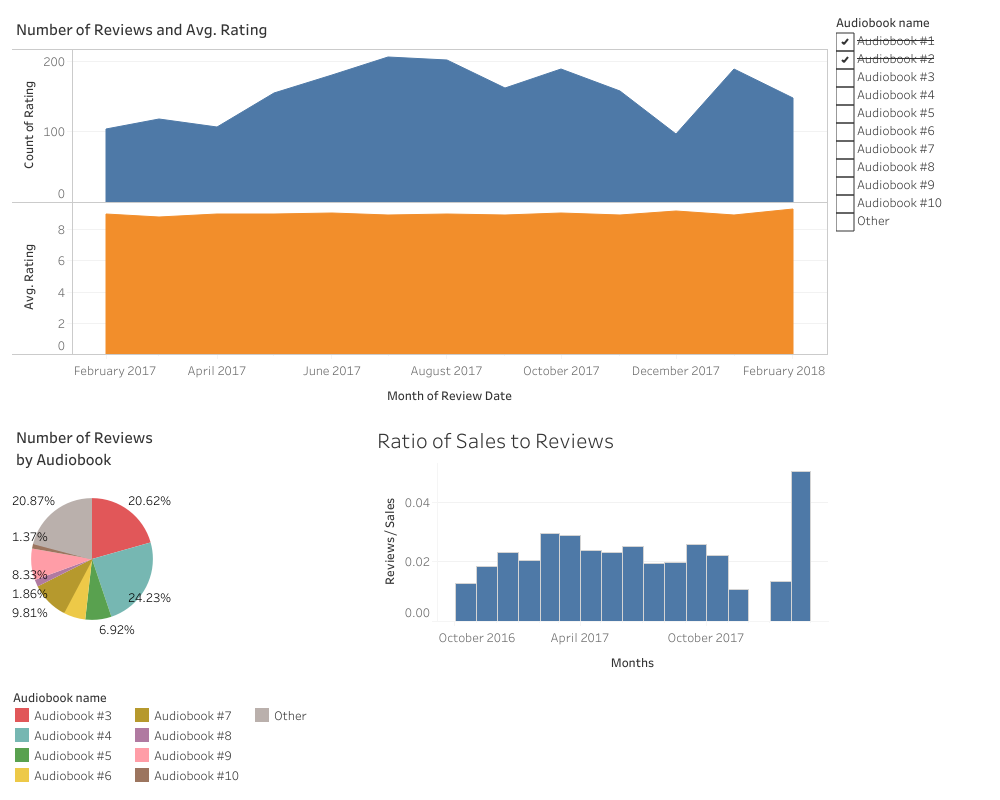 Number of Reviews and Avg. Rating
Count of Rating
200
100
0
Avg. Rating
8
6
4
2
0
February 2017 April 2017 June 2017 August 2017 October 2017 December 2017 February 2018
Month of Review Date
Audiobook name
Audiobook #1
Audiobook #2
Audiobook #3
Audiobook #4
Audiobook #5
Audiobook #6
Audiobook #7
Audiobook #8
Audiobook #9
Audiobook #10
Other
Number of Reviews
by Audiobook
20.87% 20.62%
1.37%
8.33%
1.86%
24.23%
9.81%
6.92%
Ratio of Sales to Reviews
Reviews / Sales
0.04
0.02
0.00
October 2016 April 2017 October 2017
Months
Audiobook name
Audiobook #3 Audiobook #7 Other
Audiobook #4 Audiobook #8
Audiobook #5 Audiobook #9
Audiobook #6 Audiobook #10